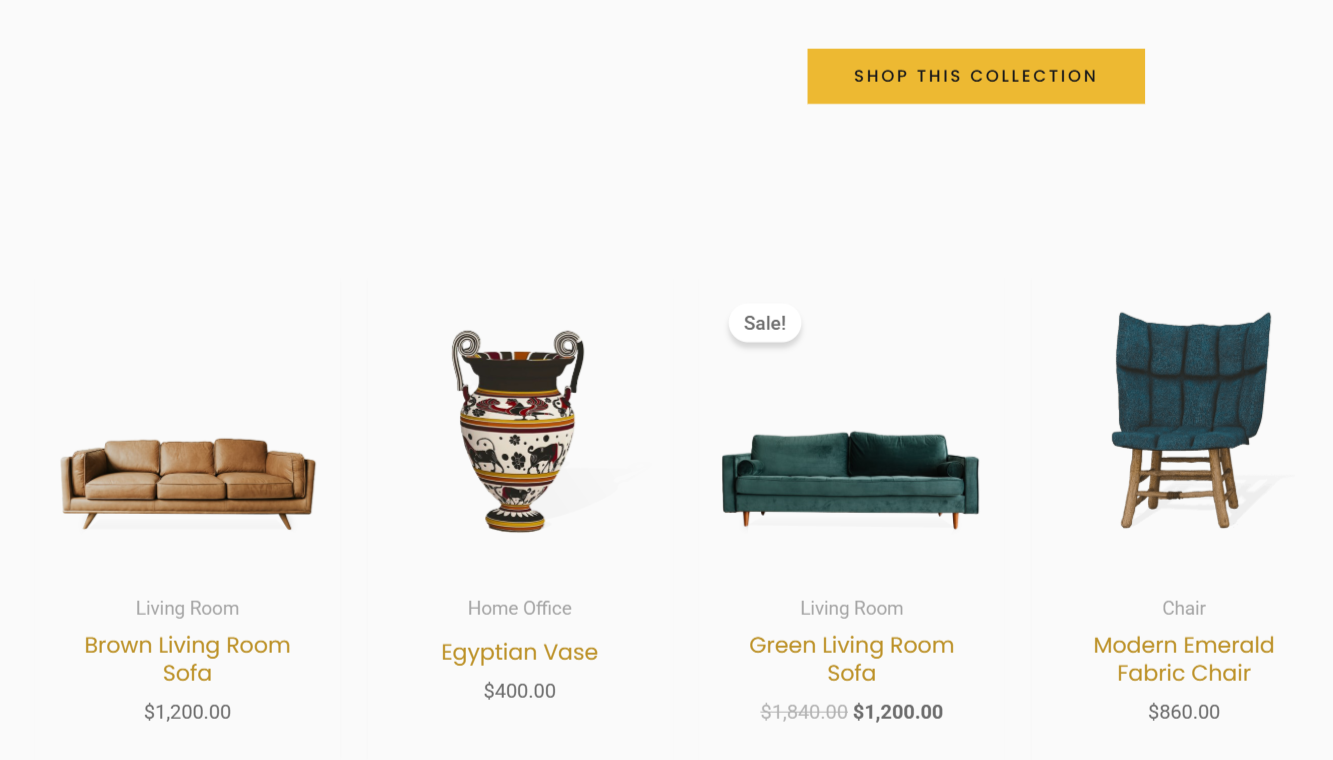 SHOP THIS COLLECTION
Sale!
Living Room
Brown Living Room
Sofa
$1,200.00
Home Office
Egyptian Vase
$400.00
Living Room
Green Living Room
Sofa
$1,840.00 $1,200.00
Chair
Modern Emerald
Fabric Chair
$860.00